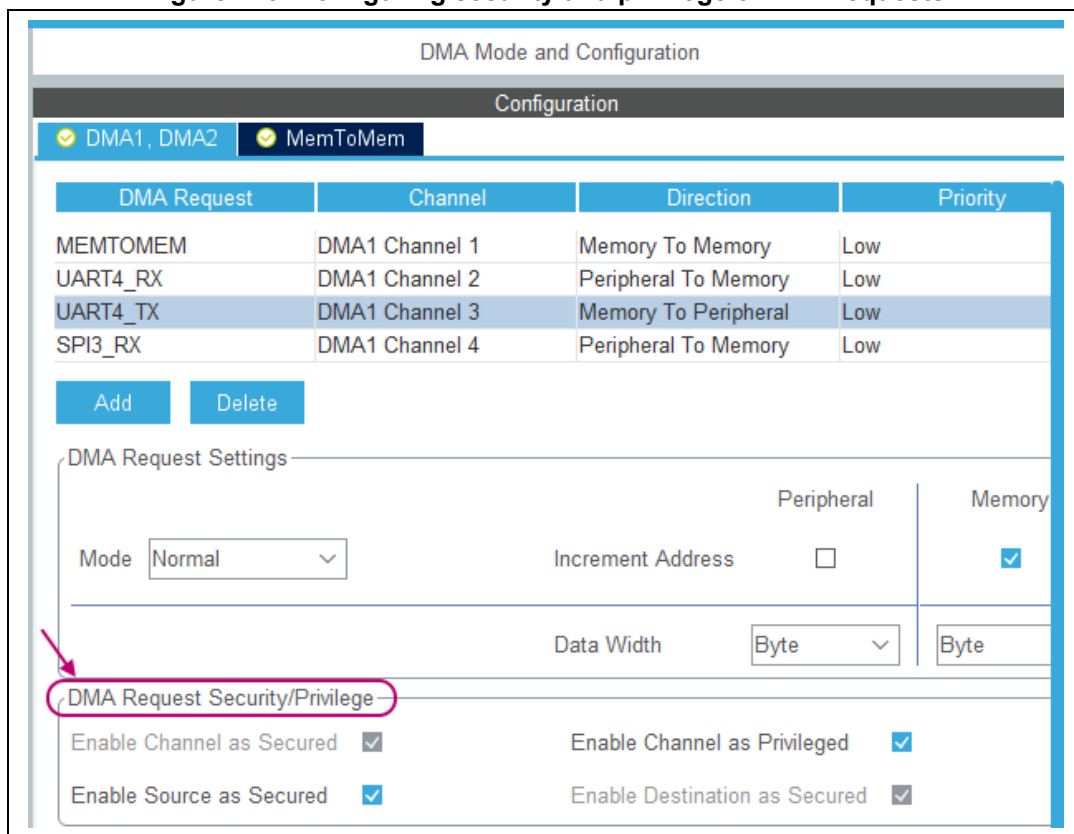 DMA Mode and Configuration
Configuration
DMA1, DMA2 MemToMem
DMA Request Channel Direction Priority
MEMTOMEM DMA1 Channel 1 Memory To Memory Low
UART4_RX DMA1 Channel 2 Peripheral To Memory Low
UART4_TX DMA1 Channel 3 Memory To Peripheral Low
SPI3_RX DMA1 Channel 4 Peripheral To Memory Low
Add Delete
DMA Request Settings
Peripheral Memory
Mode Normal Increment Address
Data Width Byte Byte
DMA Request Security/Privilege
Enable Channel as Secured Enable Channel as Privileged
Enable Source as Secured Enable Destination as Secured